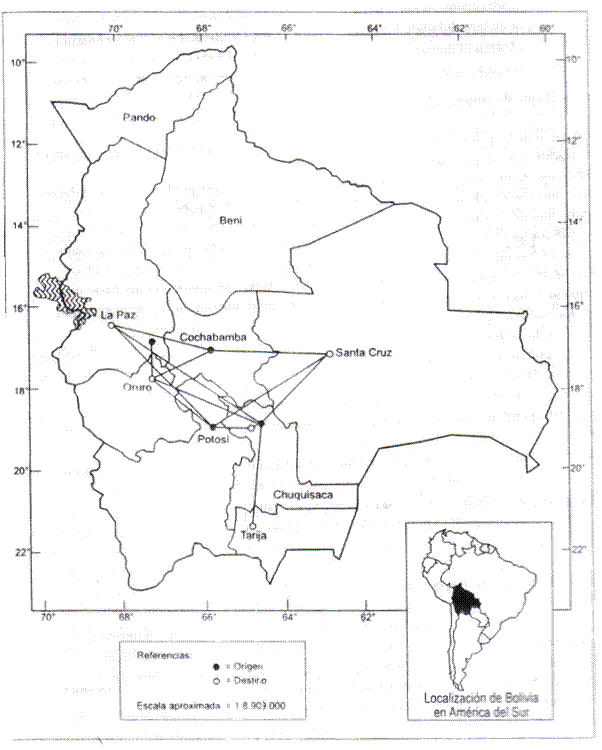 70° 68° 66° 64° 62° 60°
10° 10°
12° 12°
14° 14°
16° 16°
18° 18°
20° 20°
22° 22°
Pando
Beni
La Paz
Cochabamba
Santa Cruz
Oruro
Potosí
Chuquisaca
Tarija
70° 68° 66° 64° 62°
Referencias:
= Origen
= Destino
Escala aproximada = 1:8.909.000
Localización de Bolivia
en América del Sur